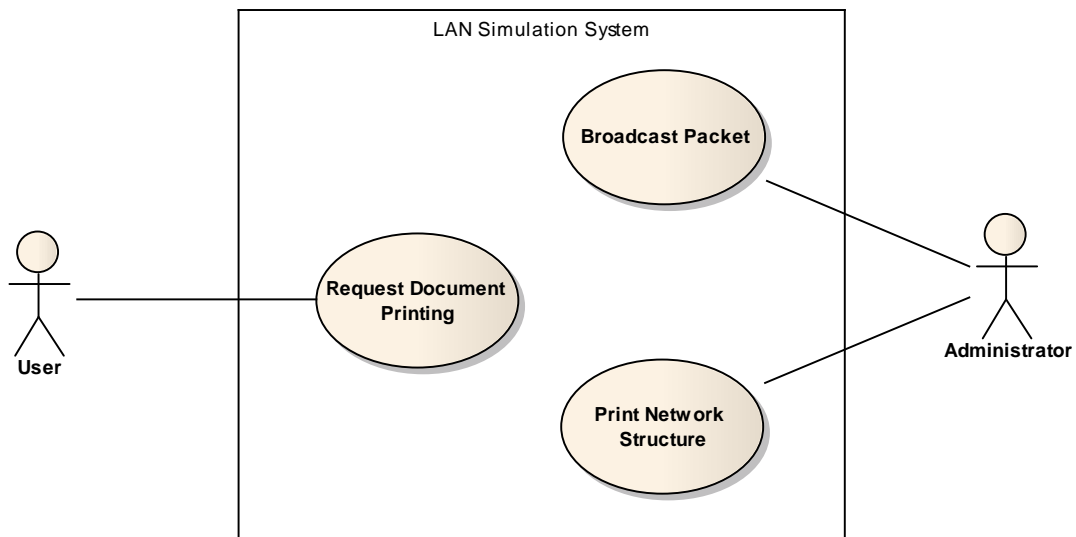 LAN Simulation System
Broadcast Packet
Request Document
Printing
User
Administrator
Print Network
Structure